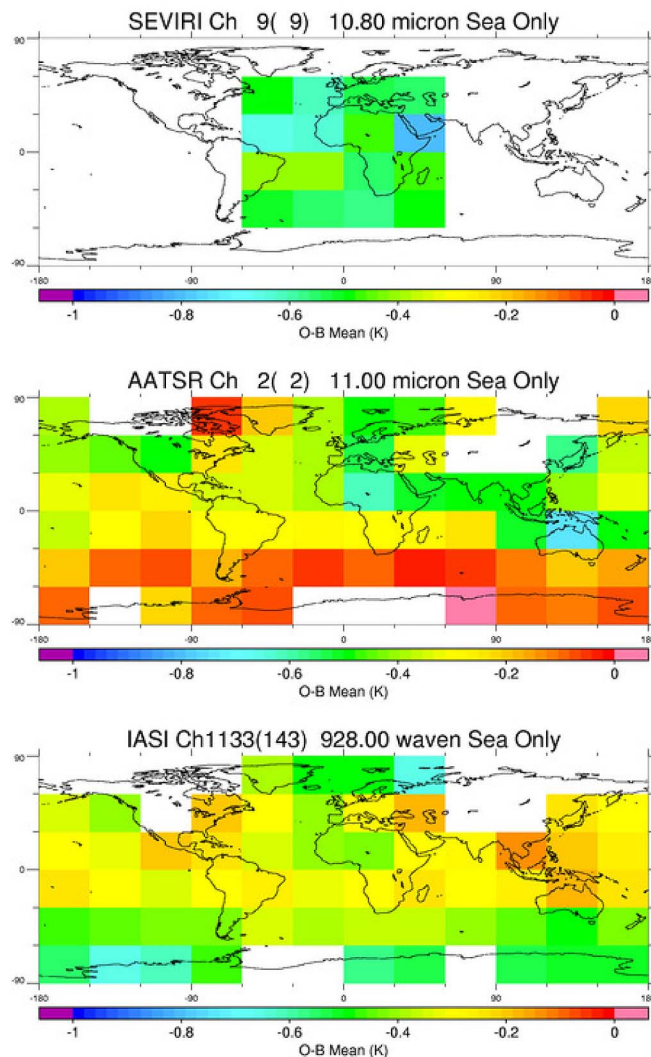 SEVIRI Ch 9( 9) 10.80 micron Sea Only
90
0
-90
-180 -90 0 90 180
-1 -0.8 -0.6 -0.4 -0.2 0
O-B Mean (K)
AATSR Ch 2( 2) 11.00 micron Sea Only
90
0
-90
-180 -90 0 90 180
-1 -0.8 -0.6 -0.4 -0.2 0
O-B Mean (K)
IASI Ch1133(143) 928.00 waven Sea Only
90
0
-90
-180 -90 0 90 180
-1 -0.8 -0.6 -0.4 -0.2 0
O-B Mean (K)